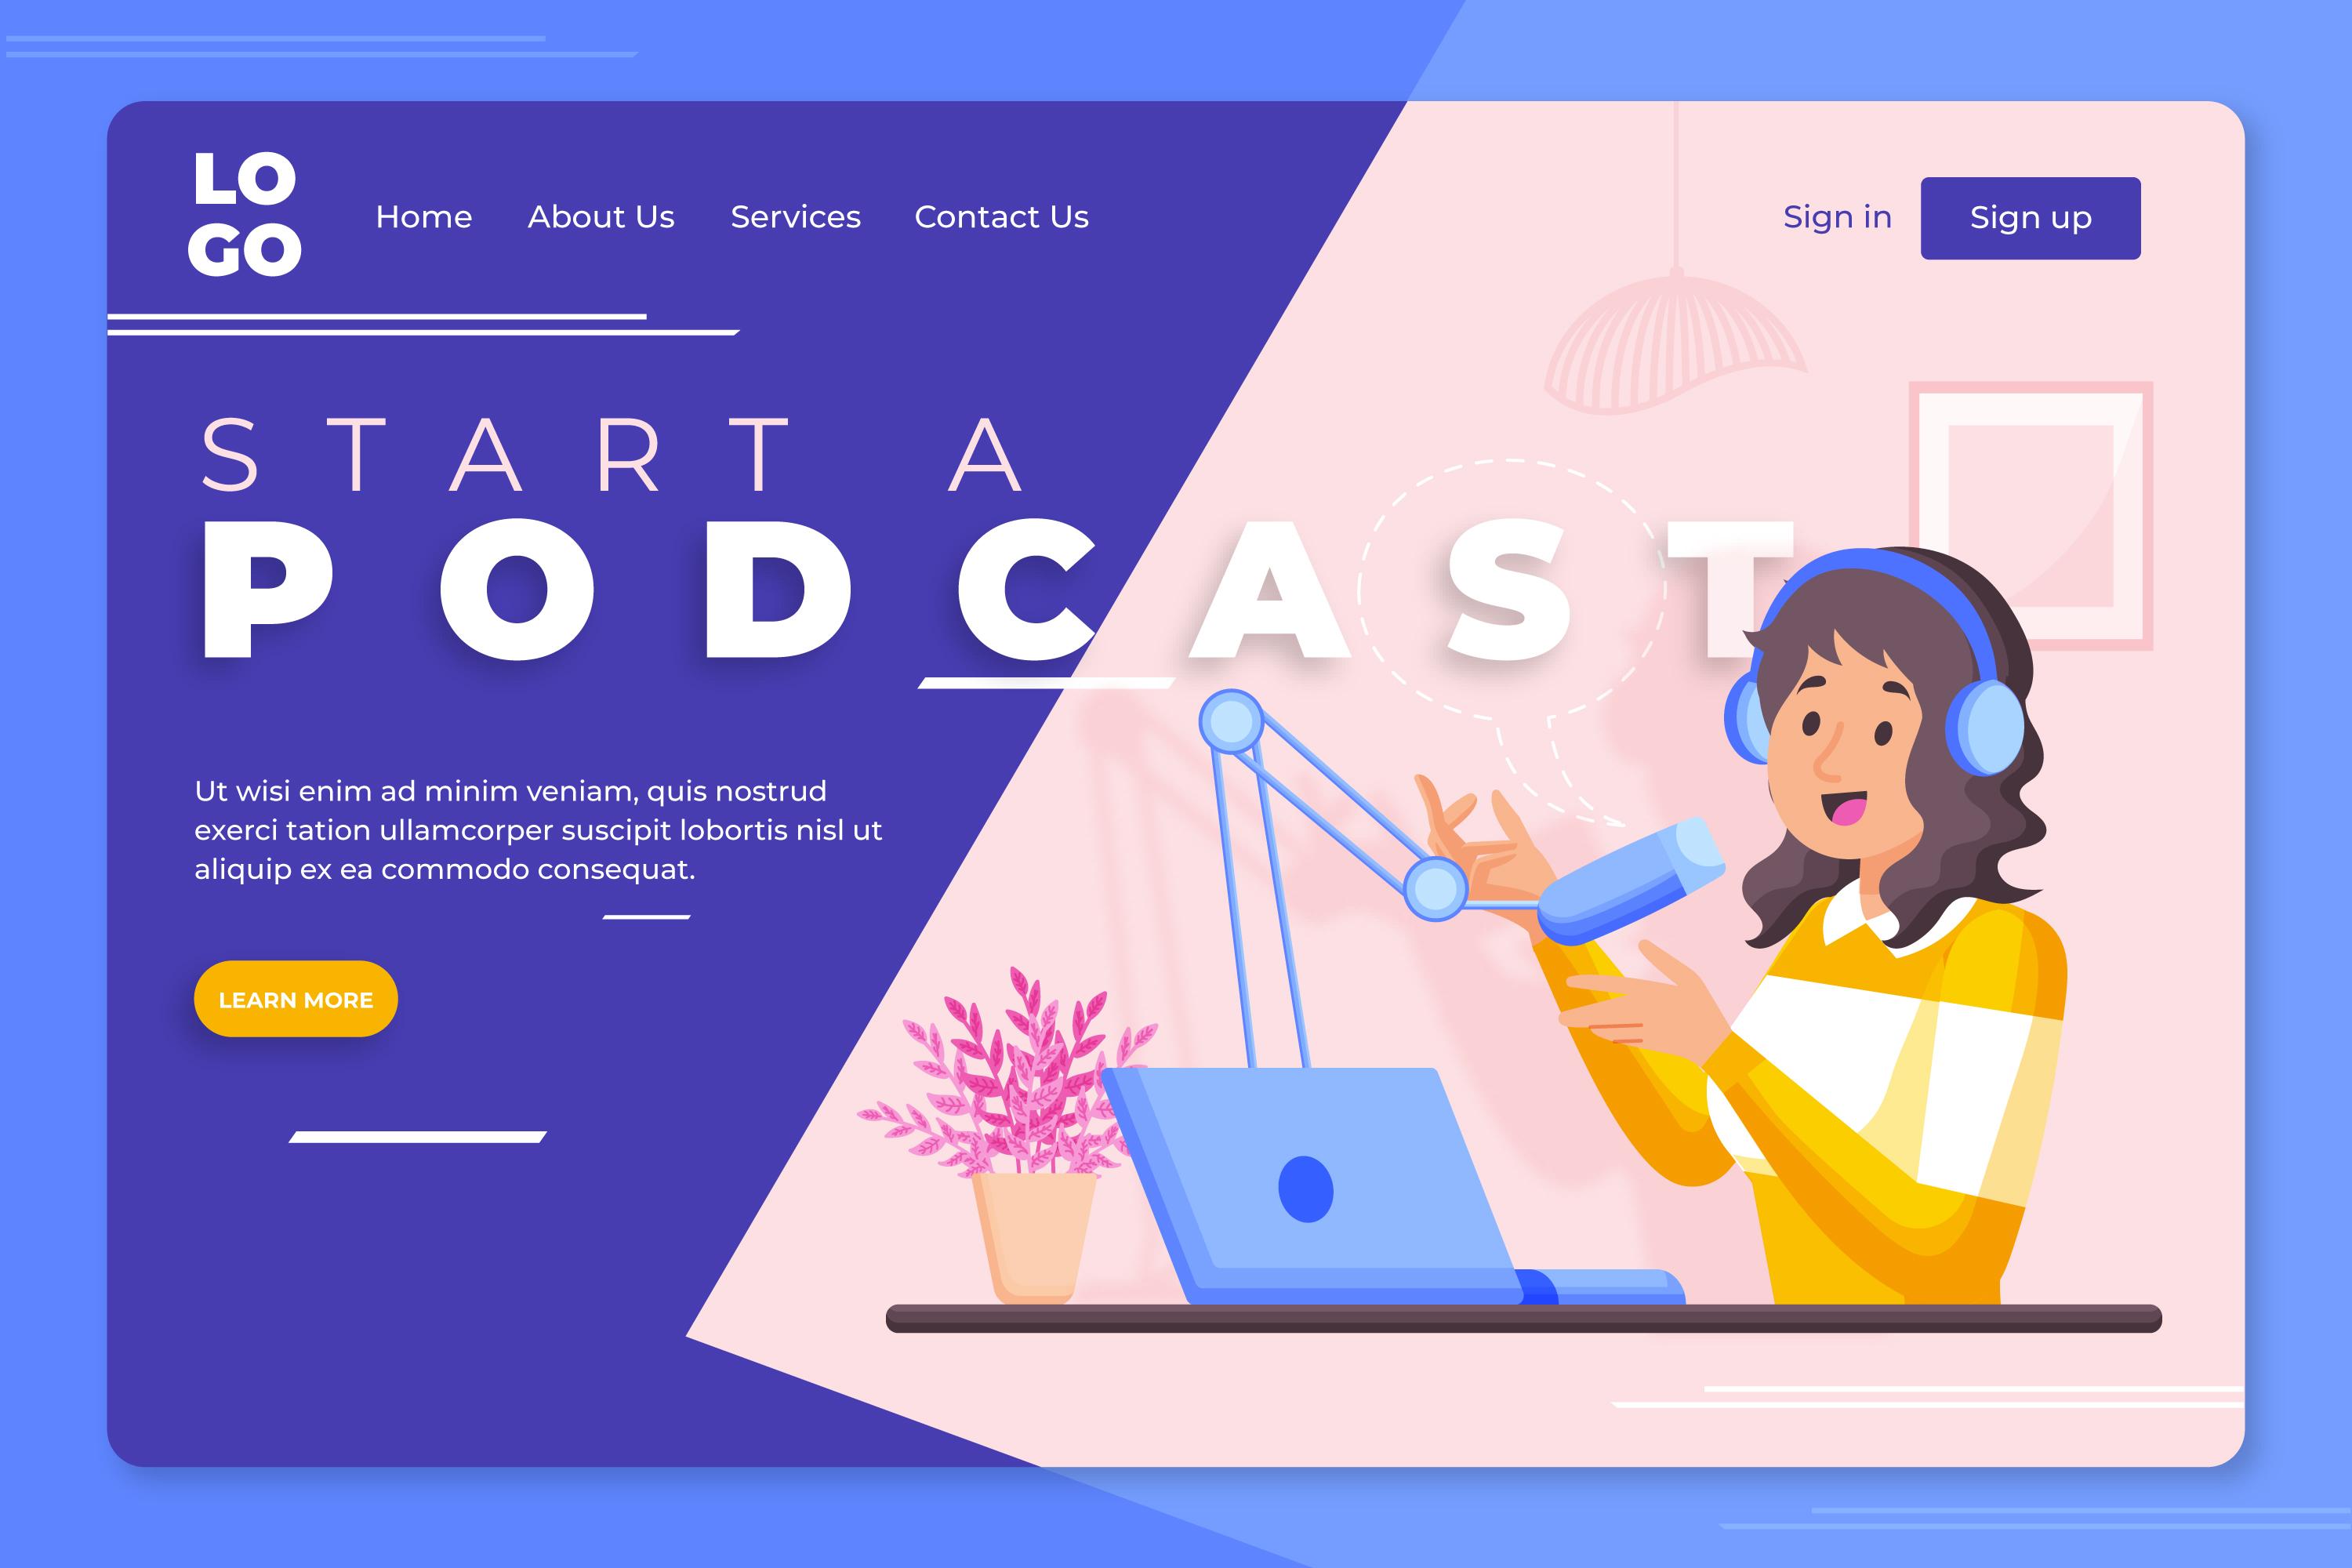 LO
GO
Home About Us Services Contact Us
Sign in Sign up
START A
PODCAST
Ut wisi enim ad minim veniam, quis nostrud
exerci tation ullamcorper suscipit lobortis nisl ut
aliquip ex ea commodo consequat.
LEARN MORE